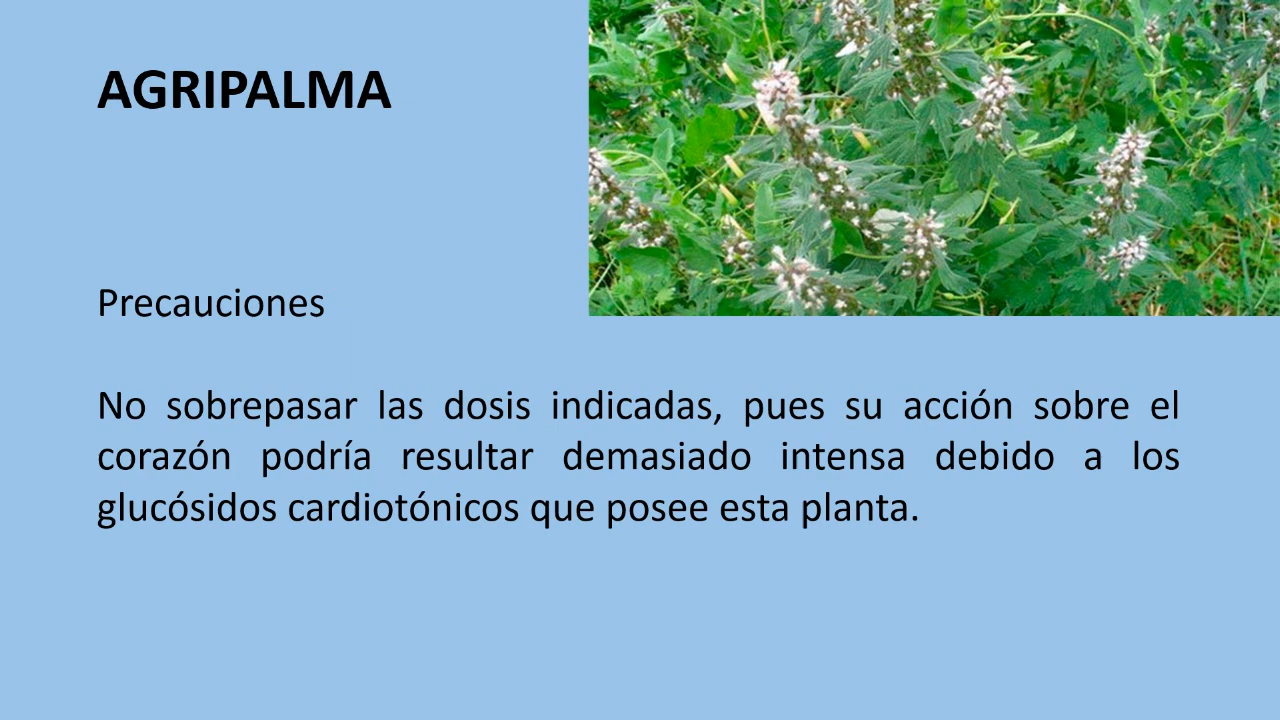 AGRIPALMA
Precauciones
No sobrepasar las dosis indicadas, pues su acción sobre el
corazón podría resultar demasiado intensa debido a los
glucósidos cardiotónicos que posee esta planta.